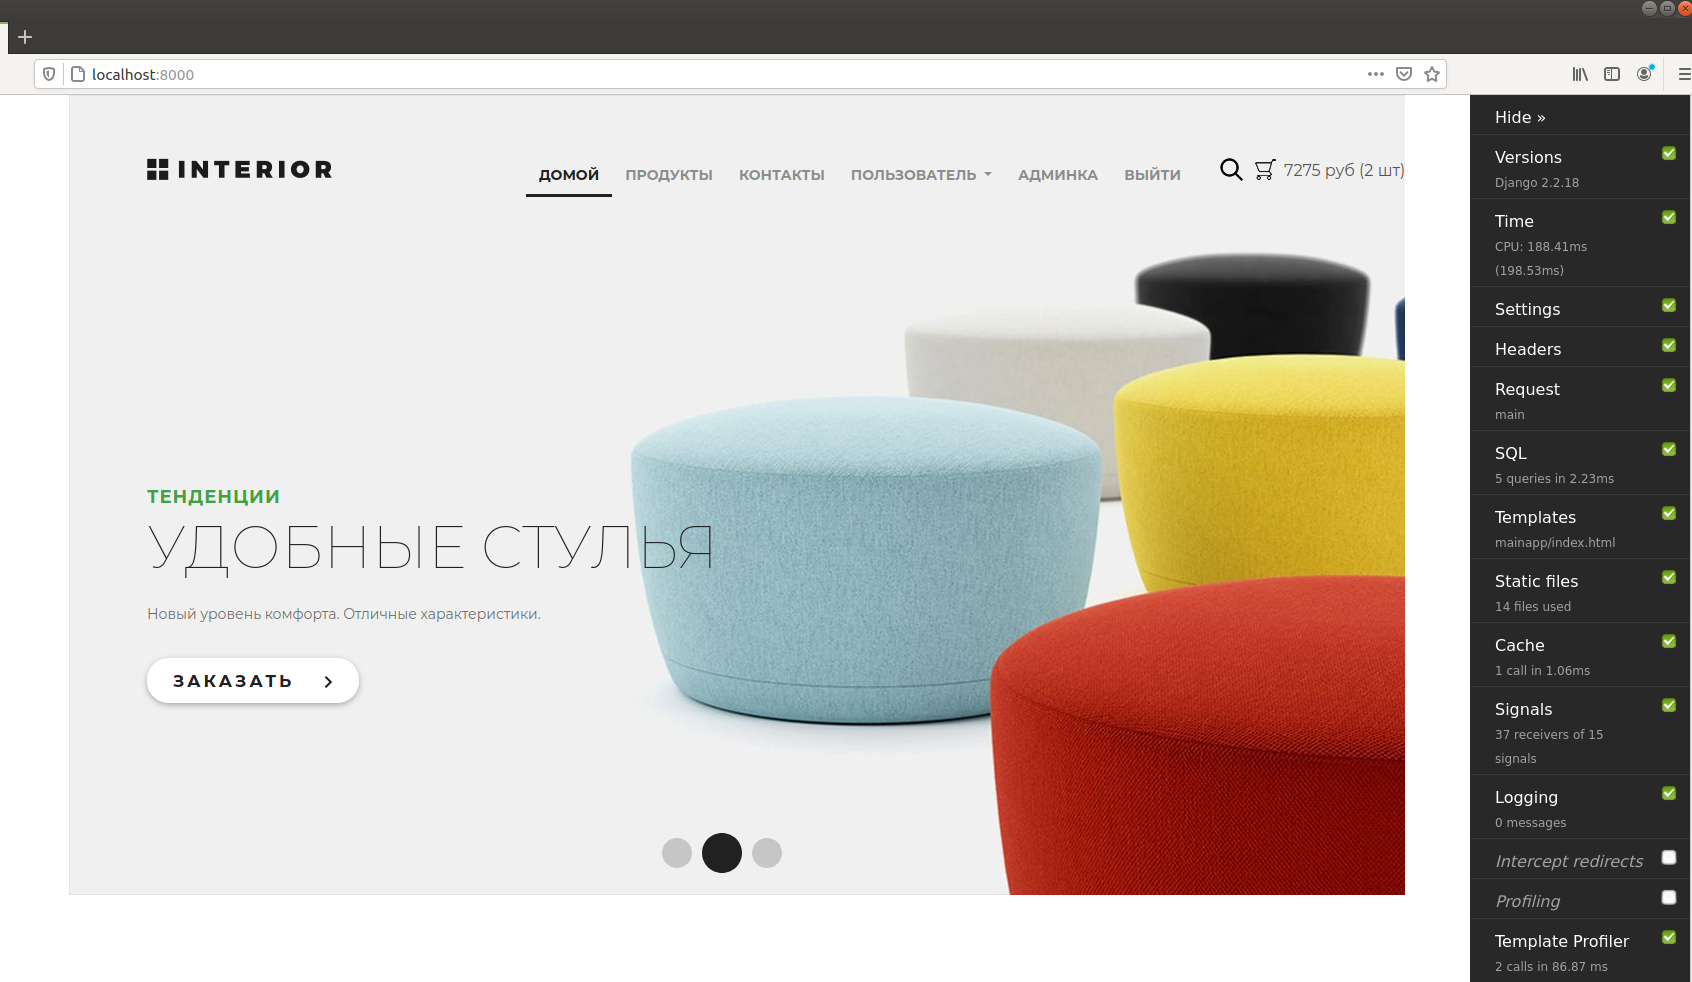 localhost:8000
INTERIOR
ДОМОЙ ПРОДУКТЫ КОНТАКТЫ ПОЛЬЗОВАТЕЛЬ АДМИНКА ВЫЙТИ
7275 руб (2 шт)
ТЕНДЕНЦИИ
УДОБНЫЕ СТУЛЬЯ
Новый уровень комфорта. Отличные характеристики.
ЗАКАЗАТЬ
Hide »
Versions
Django 2.2.18
Time
CPU: 188.41ms
(198.53ms)
Settings
Headers
Request
main
SQL
5 queries in 2.23ms
Templates
mainapp/index.html
Static files
14 files used
Cache
1 call in 1.06ms
Signals
37 receivers of 15
signals
Logging
0 messages
Intercept redirects
Profiling
Template Profiler
2 calls in 86.87 ms